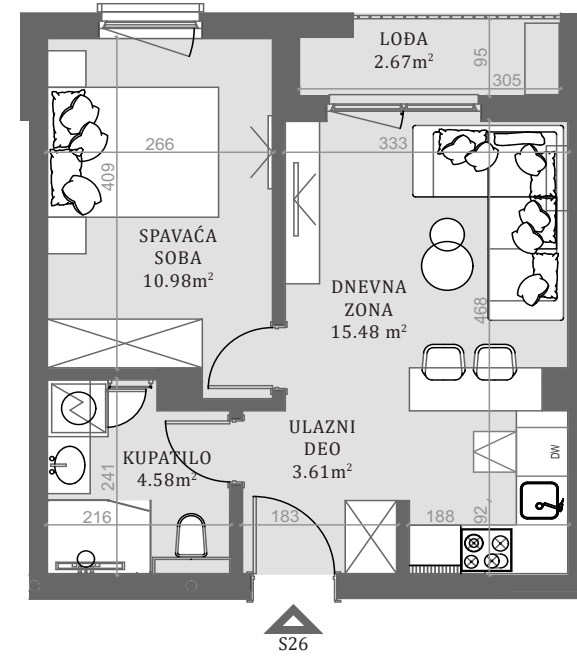 LOĐA
2.67m²
95
305
266
333
409
SPAVAĆA
SOBA
10.98m²
DNEVNA
ZONA
15.48 m²
468
ULAZNI
DEO
3.61m²
KUPATILO
4.58m²
241
DW
216
183
188
92
S26